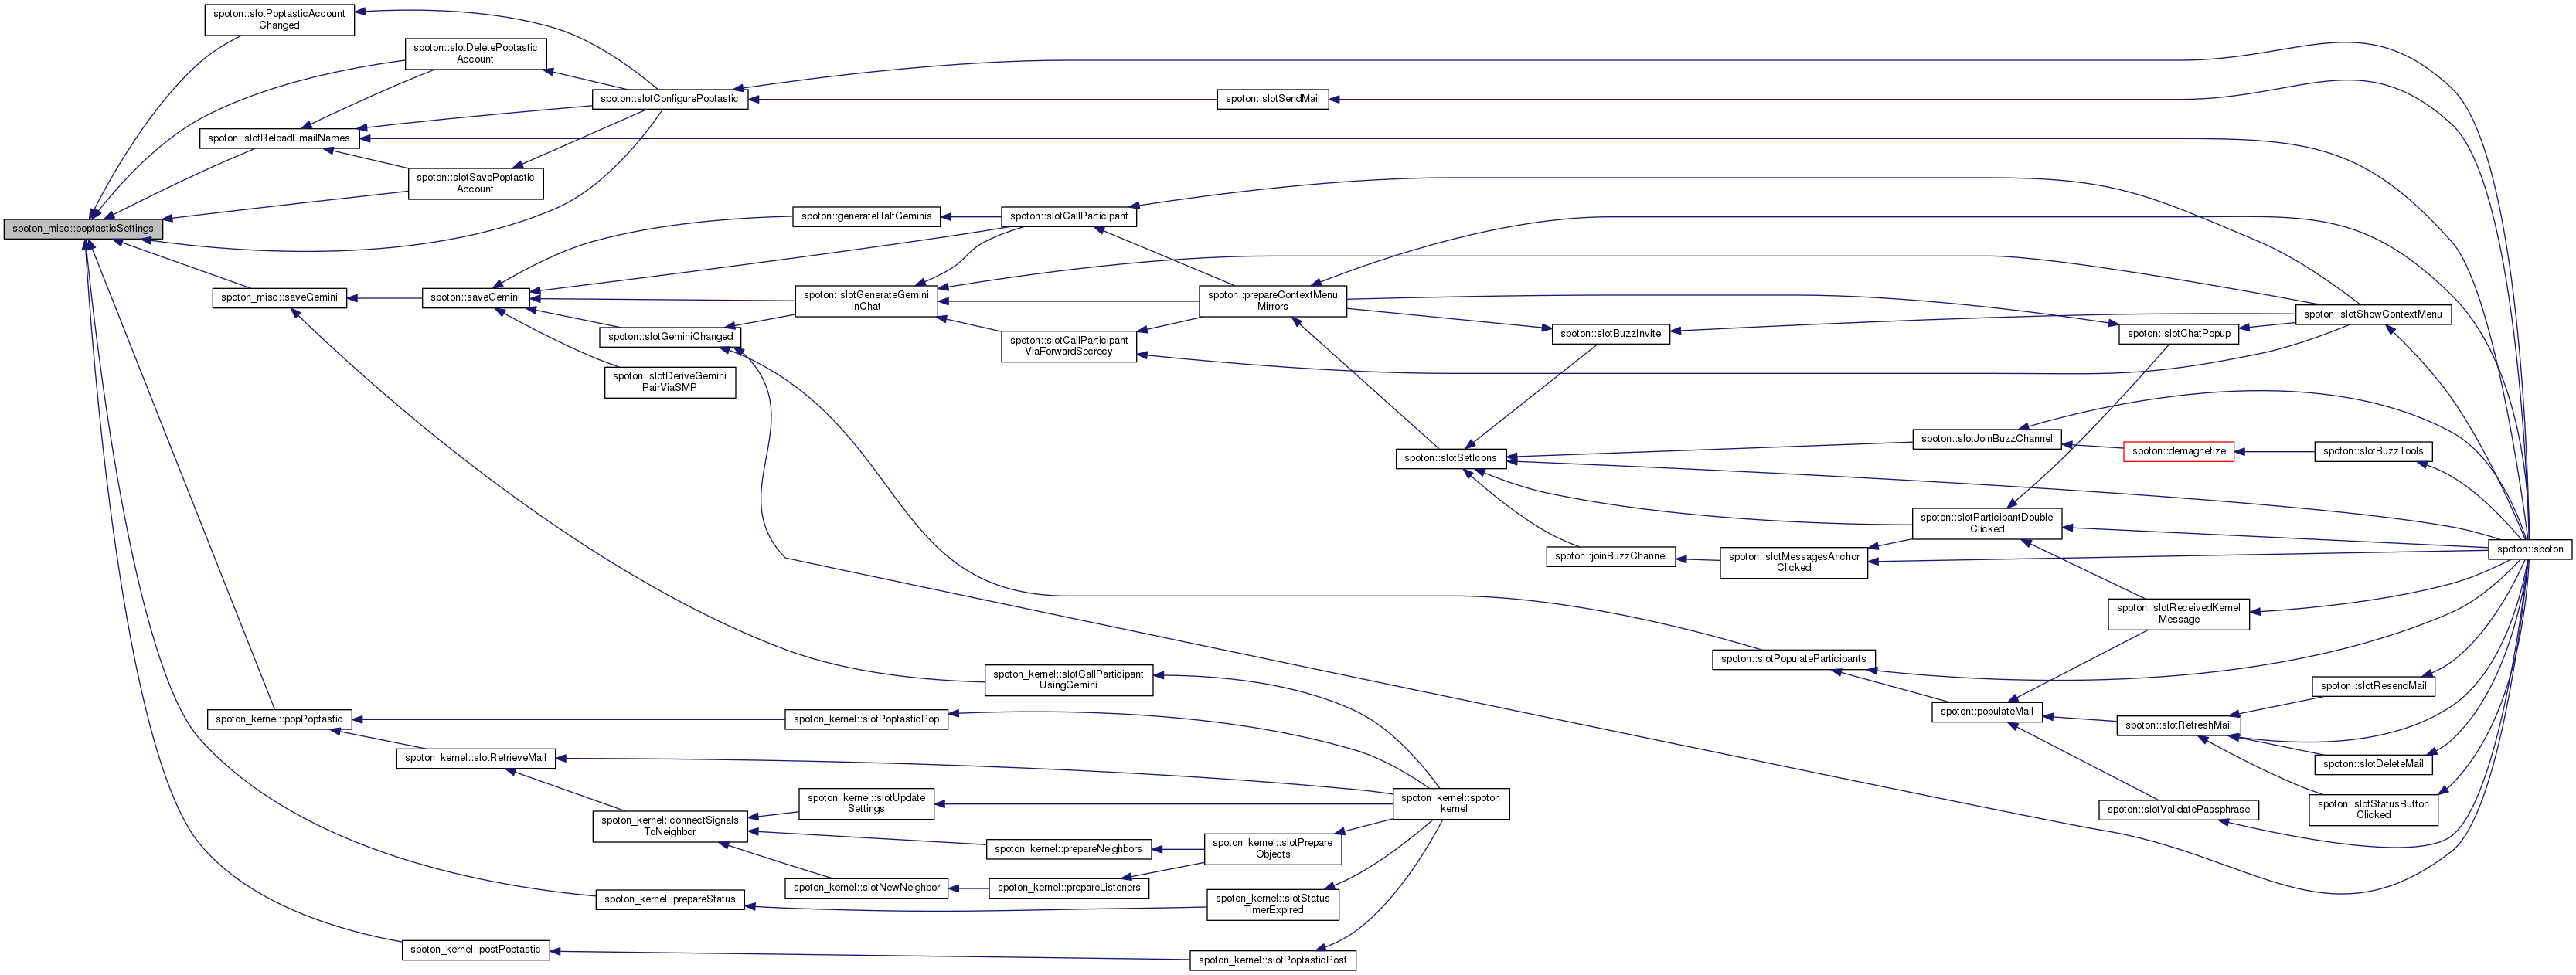 spoton::slotPoptasticAccount
Changed
spoton::slotDeletePoptastic
Account
spoton::slotConfigurePoptastic
spoton::slotSendMail
spoton::slotReloadEmailNames
spoton::slotSavePoptastic
Account
spoton_misc::poptasticSettings
spoton::generateHalfGeminis
spoton::slotCallParticipant
spoton_misc::saveGemini
spoton::saveGemini
spoton::slotGenerateGemini
InChat
spoton::prepareContextMenu
Mirrors
spoton::slotShowContextMenu
spoton::slotGeminiChanged
spoton::slotCallParticipant
ViaForwardSecrecy
spoton::slotBuzzInvite
spoton::slotChatPopup
spoton::slotDeriveGemini
PairViaSMP
spoton::slotSetIcons
spoton::slotJoinBuzzChannel
spoton::demagnetize
spoton::slotBuzzTools
spoton::slotParticipantDouble
Clicked
spoton::joinBuzzChannel
spoton::slotMessagesAnchor
Clicked
spoton::spoton
spoton::slotReceivedKernel
Message
spoton::slotPopulateParticipants
spoton_kernel::slotCallParticipant
UsingGemini
spoton::slotResendMail
spoton::populateMail
spoton::slotRefreshMail
spoton_kernel::popPoptastic
spoton_kernel::slotPoptasticPop
spoton_kernel::slotRetrieveMail
spoton::slotDeleteMail
spoton_kernel::slotUpdate
Settings
spoton_kernel::spoton
_kernel
spoton::slotValidatePassphrase
spoton::slotStatusButton
Clicked
spoton_kernel::connectSignals
ToNeighbor
spoton_kernel::prepareNeighbors
spoton_kernel::slotPrepare
Objects
spoton_kernel::slotNewNeighbor
spoton_kernel::prepareListeners
spoton_kernel::prepareStatus
spoton_kernel::slotStatus
TimerExpired
spoton_kernel::postPoptastic
spoton_kernel::slotPoptasticPost